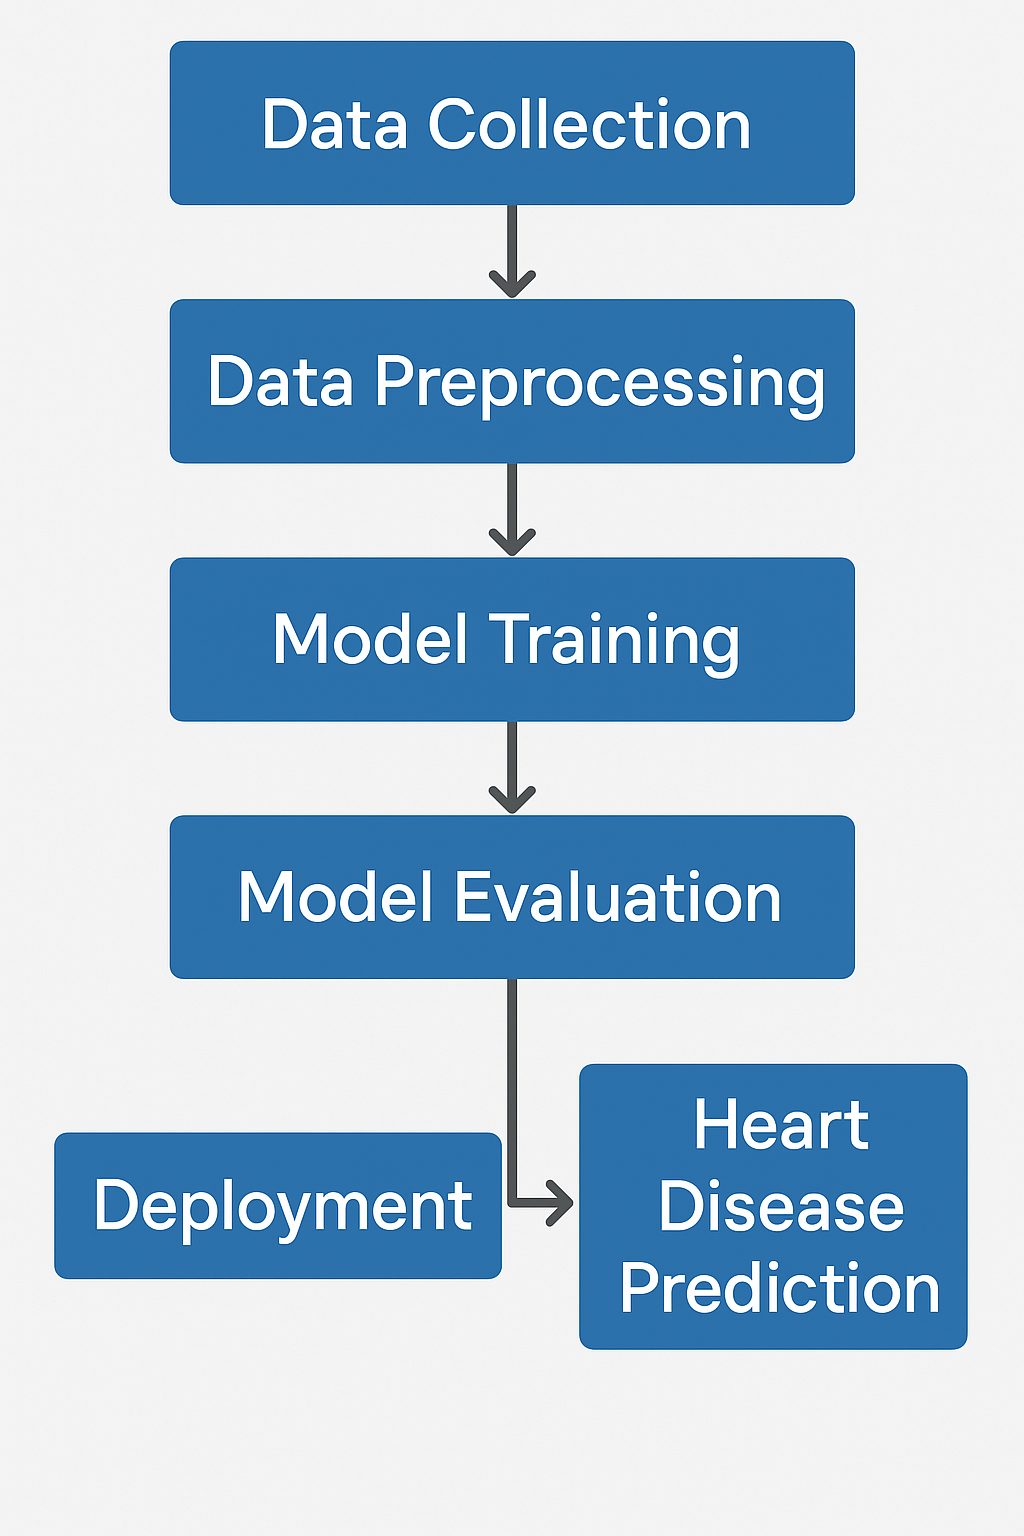 Data Collection
Data Preprocessing
Model Training
Model Evaluation
Deployment
Heart
Disease
Prediction